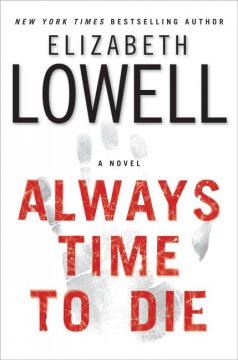 NEW YORK TIMES BESTSELLING AUTHOR
ELIZABETH
LOWELL
A NOVEL
ALWAYS
TIME
TO DIE